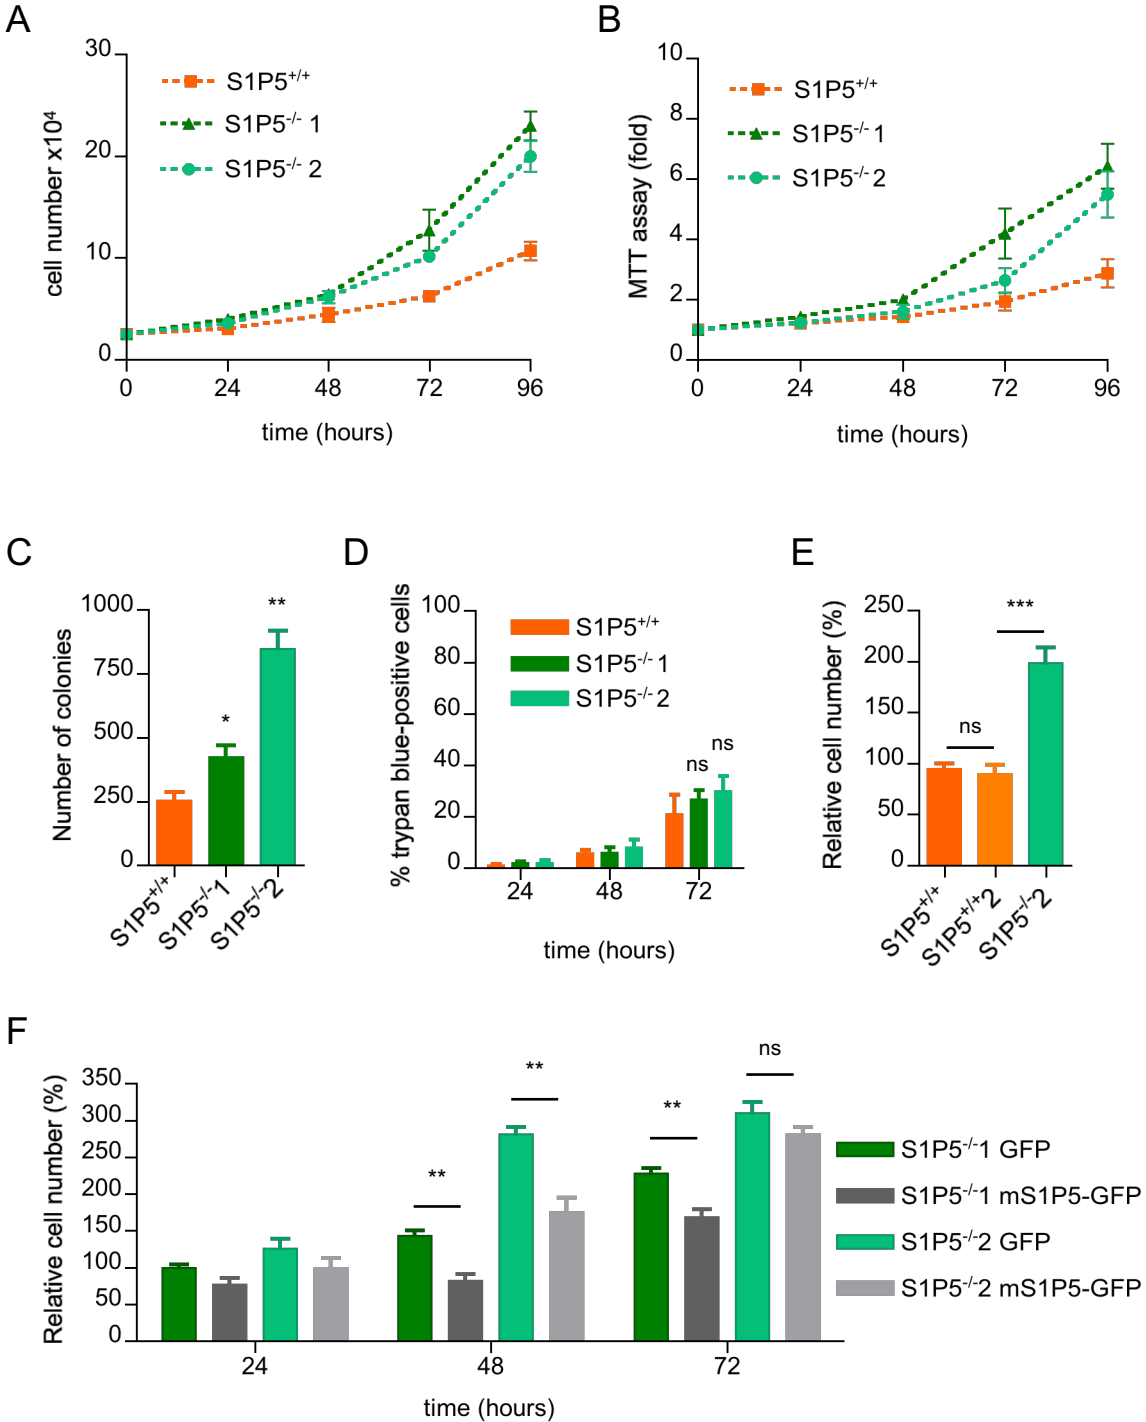 A
B
30
20
10
0
cell number x10⁴
S1P5+/+
S1P5-/- 1
S1P5-/- 2
0 24 48 72 96
time (hours)
10
8
6
4
2
0
MTT assay (fold)
S1P5+/+
S1P5-/- 1
S1P5-/- 2
0 24 48 72 96
time (hours)
C
D
E
1000
750
500
250
0
Number of colonies
*
**
S1P5+/+
S1P5-/-1
S1P5-/-2
100
80
60
40
20
0
% trypan blue-positive cells
S1P5+/+
S1P5-/- 1
S1P5-/- 2
ns
ns
24 48 72
time (hours)
250
200
150
100
50
0
Relative cell number (%)
ns
***
S1P5+/+
S1P5+/+2
S1P5-/-2
F
350
300
250
200
150
100
50
0
Relative cell number (%)
**
**
**
ns
24 48 72
time (hours)
S1P5-/-1 GFP
S1P5-/-1 mS1P5-GFP
S1P5-/-2 GFP
S1P5-/-2 mS1P5-GFP